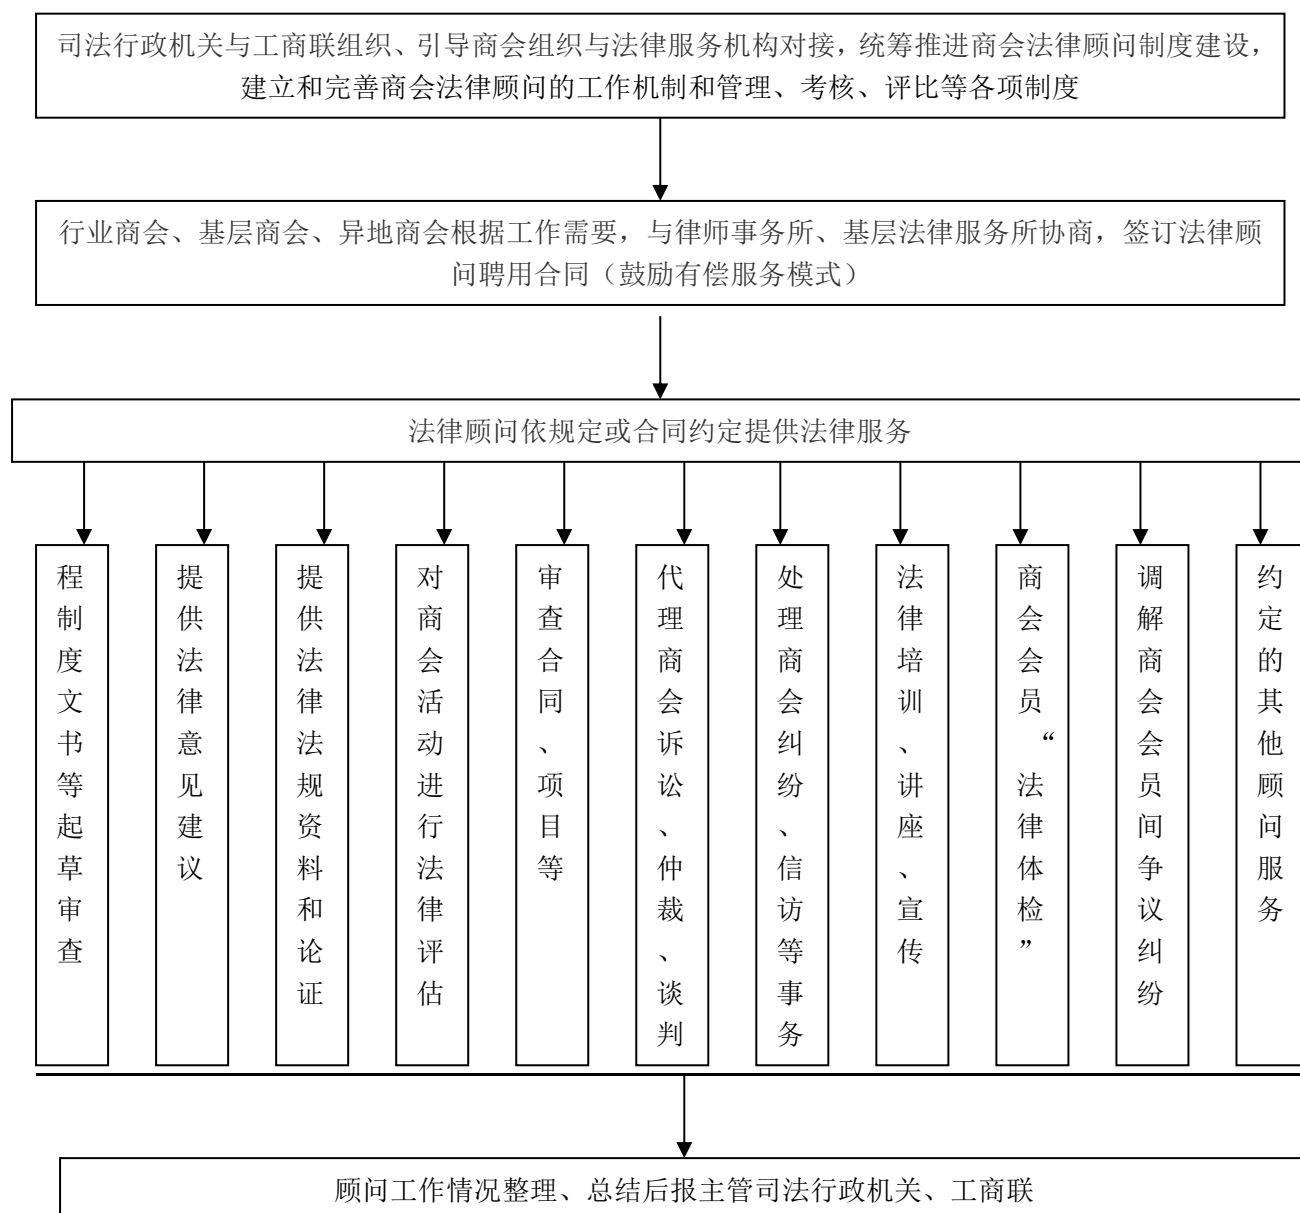 司法行政机关与工商联组织、引导商会组织与法律服务机构对接，统筹推进商会法律顾问制度建设，
建立和完善商会法律顾问的工作机制和管理、考核、评比等各项制度
行业商会、基层商会、异地商会根据工作需要，与律师事务所、基层法律服务所协商，签订法律顾
问聘用合同（鼓励有偿服务模式）
法律顾问依规定或合同约定提供法律服务
程制度文书等起草审查
提供法律意见建议
提供法律法规资料和论证
对商会活动进行法律评估
审查合同、项目等
代理商会诉讼、仲裁、谈判
处理商会纠纷、信访等事务
法律培训、讲座、宣传
商会会员“法律体检”
调解商会会员间争议纠纷
约定的其他顾问服务
顾问工作情况整理、总结后报主管司法行政机关、工商联